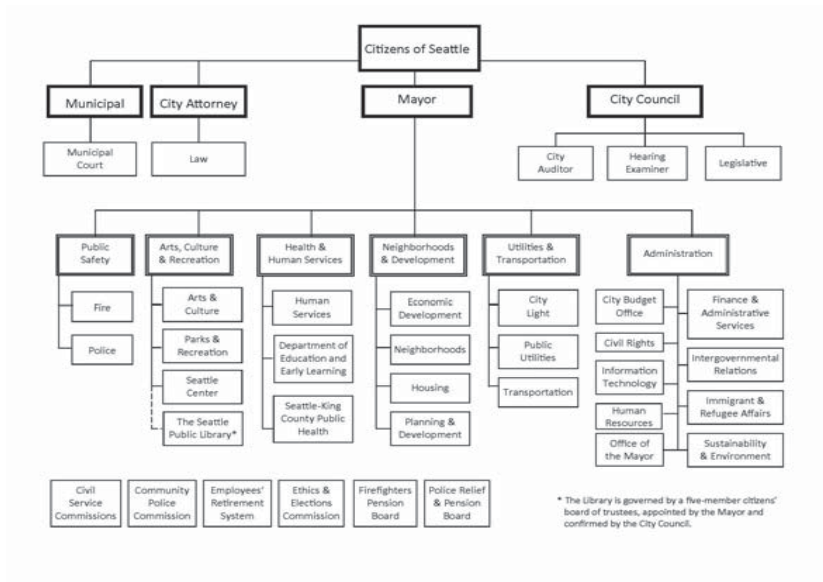 Citizens of Seattle
Municipal
City Attorney
Mayor
City Council
Municipal
Court
Law
City
Auditor
Hearing
Examiner
Legislative
Public
Safety
Arts, Culture
& Recreation
Health &
Human Services
Neighborhoods
& Development
Utilities &
Transportation
Administration
Fire
Police
Arts &
Culture
Parks &
Recreation
Seattle
Center
The Seattle
Public Library*
Human
Services
Department of
Education and
Early Learning
Seattle-King
County Public
Health
Economic
Development
Neighborhoods
Housing
Planning &
Development
City
Light
Public
Utilities
Transportation
City Budget
Office
Civil Rights
Information
Technology
Human
Resources
Office of
the Mayor
Finance &
Administrative
Services
Intergovernmental
Relations
Immigrant &
Refugee Affairs
Sustainability
& Environment
Civil
Service
Commissions
Community
Police
Commission
Employees'
Retirement
System
Ethics &
Elections
Commission
Firefighters
Pension
Board
Police Relief
& Pension
Board
* The Library is governed by a five-member citizens'
board of trustees, appointed by the Mayor and
confirmed by the City Council.